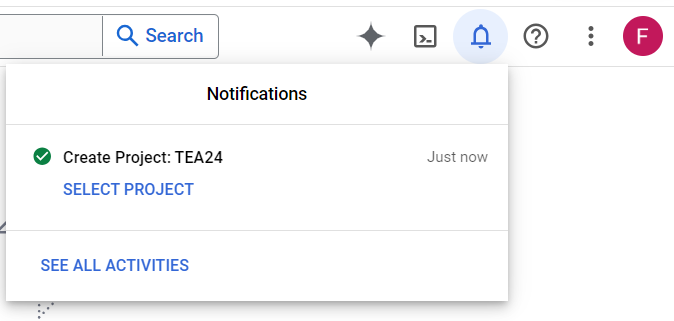 Search
F
Notifications
Create Project: TEA24
Just now
SELECT PROJECT
SEE ALL ACTIVITIES